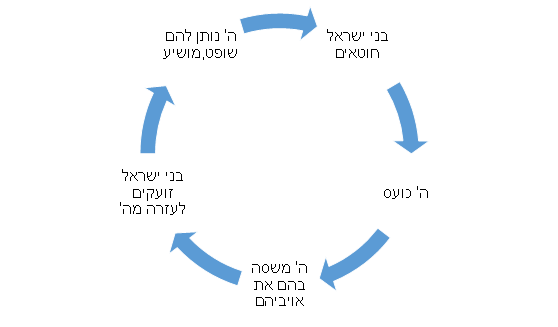 בני ישראל
חוטאים
ה' כועס
ה' משסה
בהם את
אויביהם
בני ישראל
זועקים
לעזרה מה'
ה' נותן להם
שופט,מושיע